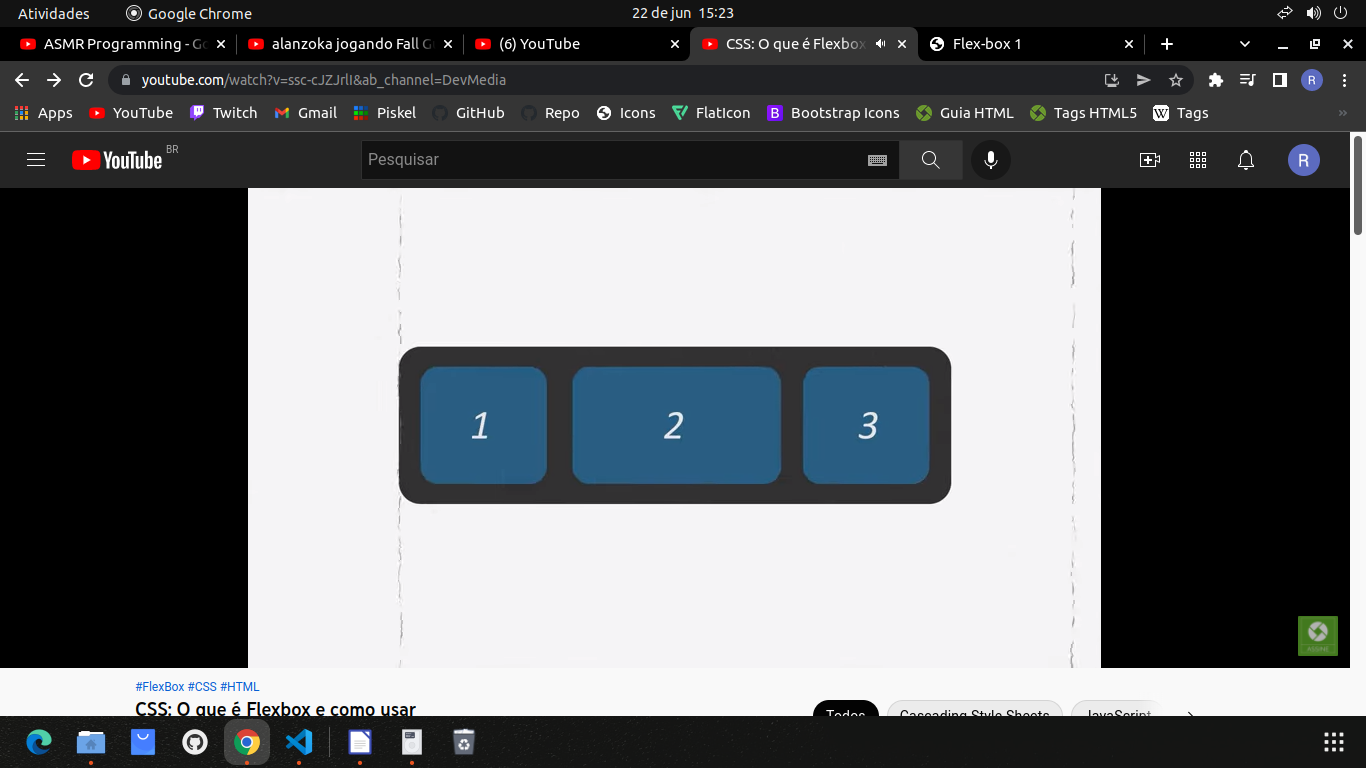 Atividades Google Chrome 22 de jun 15:23
ASMR Programming - Go alanzoka jogando Fall G (6) YouTube CSS: O que é Flexbox Flex-box 1
youtube.com/watch?v=ssc-cJZJrlI&ab_channel=DevMedia R
Apps YouTube Twitch Gmail Piskel GitHub Repo Icons FlatIcon B Bootstrap Icons Guia HTML Tags HTML5 W Tags »
YouTube BR Pesquisar R
1 2 3
#FlexBox #CSS #HTML
CSS: O que é Flexbox e como usar Todos Cascading Style Sheets JavaScript